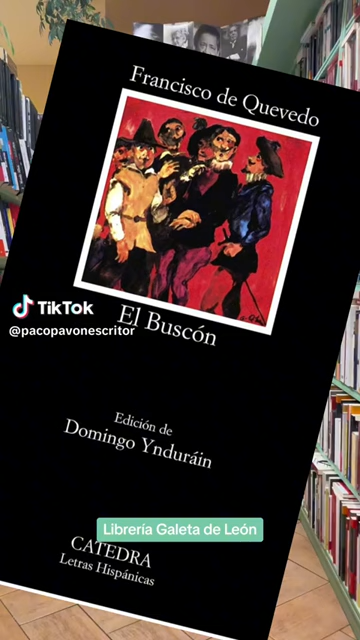 Francisco de Quevedo
TikTok
@pacopavonescritor
El Buscón
Edición de
Domingo Ynduráin
Librería Galeta de León
CATEDRA
Letras Hispánicas